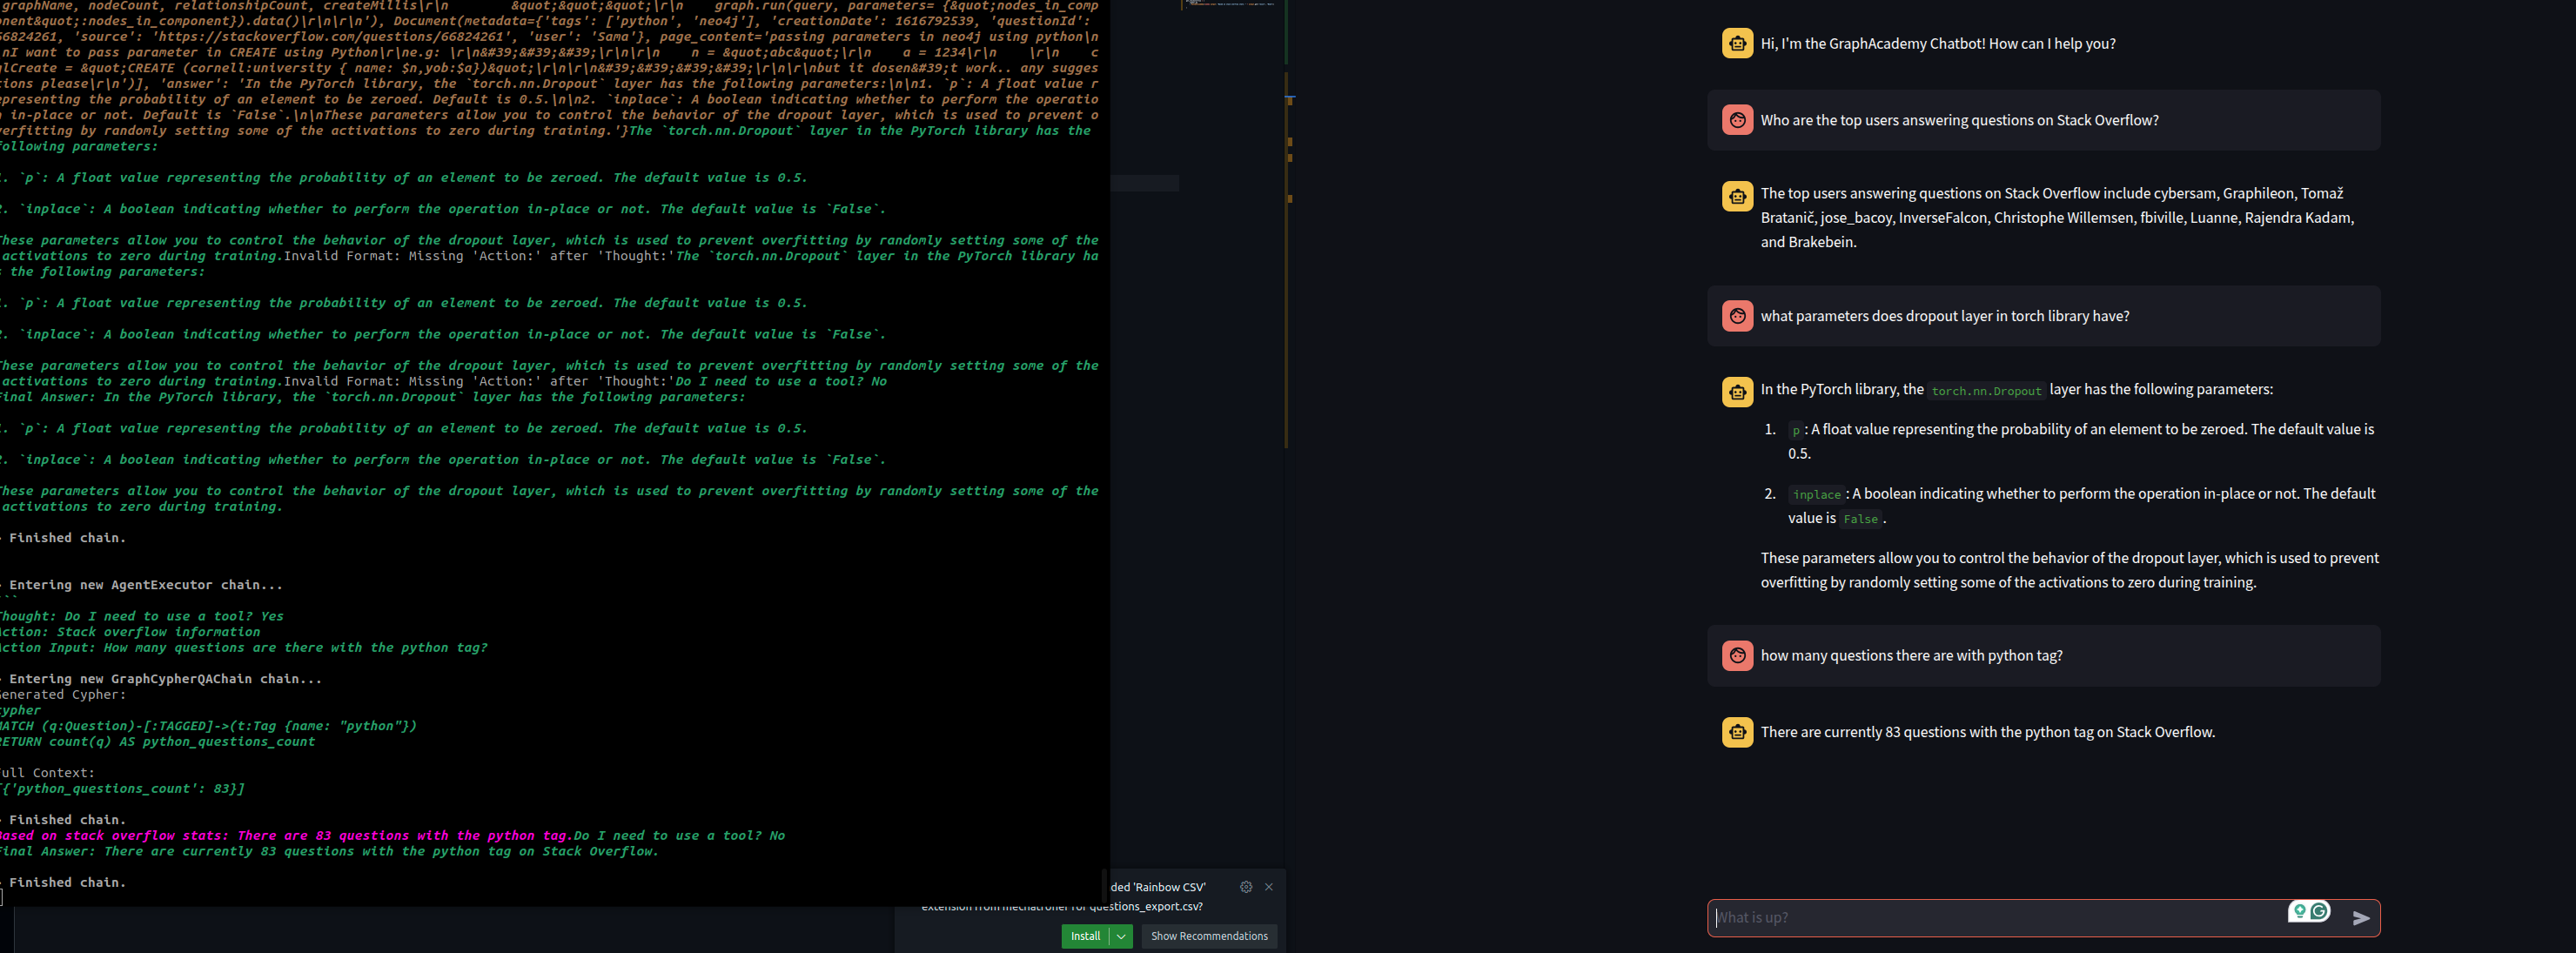 graphName, nodeCount, relationshipCount, createMillis\r\n        &quot;&quot;&quot;\r\n    graph.run(query, parameters= {&quot;nodes_in_comp
&quot;:nodes_in_component}).data()\r\n\r\n'), Document(metadata={'tags': ['python', 'neo4j'], 'creationDate': 1616792539, 'questionId':
66824261, 'source': 'https://stackoverflow.com/questions/66824261', 'user': 'Sama'}, page_content='passing parameters in neo4j using python\n
\nI want to pass parameter in CREATE using Python\r\ne.g: \r\n&#39;&#39;&#39;\r\n\r\n    n = &quot;abc&quot;\r\n    a = 1234\r\n    \r\n    c
qlCreate = &quot;CREATE (cornell:university { name: $n,yob:$a})&quot;\r\n\r\n&#39;&#39;&#39;&#39;\r\n\r\nbut it dosen&#39;t work.. any sugges
tions please\r\n')], 'answer': 'In the PyTorch library, the `torch.nn.Dropout` layer has the following parameters:\n\n1. `p`: A float value r
epresenting the probability of an element to be zeroed. Default is 0.5.\n\n2. `inplace`: A boolean indicating whether to perform the operatio
n in-place or not. Default is `False`.\n\nThese parameters allow you to control the behavior of the dropout layer, which is used to prevent o
verfitting by randomly setting some of the activations to zero during training.'}The `torch.nn.Dropout` layer in the PyTorch library has the
following parameters:
1. `p`: A float value representing the probability of an element to be zeroed. The default value is 0.5.
2. `inplace`: A boolean indicating whether to perform the operation in-place or not. The default value is `False`.
These parameters allow you to control the behavior of the dropout layer, which is used to prevent overfitting by randomly setting some of the
activations to zero during training.Invalid Format: Missing 'Action:' after 'Thought:'The `torch.nn.Dropout` layer in the PyTorch library ha
s the following parameters:
1. `p`: A float value representing the probability of an element to be zeroed. The default value is 0.5.
2. `inplace`: A boolean indicating whether to perform the operation in-place or not. The default value is `False`.
These parameters allow you to control the behavior of the dropout layer, which is used to prevent overfitting by randomly setting some of the
activations to zero during training.Invalid Format: Missing 'Action:' after 'Thought:'Do I need to use a tool? No
Final Answer: In the PyTorch library, the `torch.nn.Dropout` layer has the following parameters:
1. `p`: A float value representing the probability of an element to be zeroed. The default value is 0.5.
2. `inplace`: A boolean indicating whether to perform the operation in-place or not. The default value is `False`.
These parameters allow you to control the behavior of the dropout layer, which is used to prevent overfitting by randomly setting some of the
activations to zero during training.
> Finished chain.
> Entering new AgentExecutor chain...
```
Thought: Do I need to use a tool? Yes
Action: Stack overflow information
Action Input: How many questions are there with the python tag?
> Entering new GraphCypherQAChain chain...
Generated Cypher:
cypher
MATCH (q:Question)-[:TAGGED]->(t:Tag {name: "python"})
RETURN count(q) AS python_questions_count
Full Context:
[{'python_questions_count': 83}]
> Finished chain.
Based on stack overflow stats: There are 83 questions with the python tag.Do I need to use a tool? No
Final Answer: There are currently 83 questions with the python tag on Stack Overflow.
> Finished chain.
ded 'Rainbow CSV'
extension from mechatroner for questions_export.csv?
Install
Show Recommendations
Hi, I'm the GraphAcademy Chatbot! How can I help you?
Who are the top users answering questions on Stack Overflow?
The top users answering questions on Stack Overflow include cybersam, Graphileon, Tomaž
Bratanič, jose_bacoy, InverseFalcon, Christophe Willemsen, fbiville, Luanne, Rajendra Kadam,
and Brakebein.
what parameters does dropout layer in torch library have?
In the PyTorch library, the torch.nn.Dropout layer has the following parameters:
1. p: A float value representing the probability of an element to be zeroed. The default value is
0.5.
2. inplace: A boolean indicating whether to perform the operation in-place or not. The default
value is False.
These parameters allow you to control the behavior of the dropout layer, which is used to prevent
overfitting by randomly setting some of the activations to zero during training.
how many questions there are with python tag?
There are currently 83 questions with the python tag on Stack Overflow.
What is up?